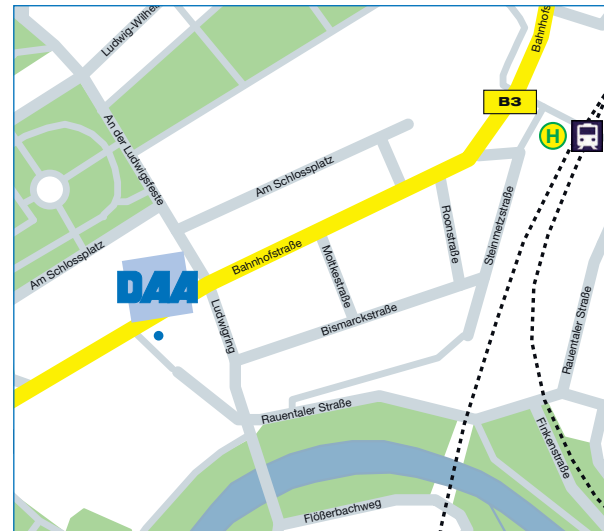 Ludwig-Wilhe
Bahnhofs
B3
H
An der Ludwigsfeste
Am Schlossplatz
Steinmetzstraße
Roonstraße
Am Schlossplatz
Bahnhofstraße
Moltkestraße
DAA
Ludwigring
Bismarckstraße
Rauentaler Straße
Rauentaler Straße
Finkenstraße
Flößerbachweg